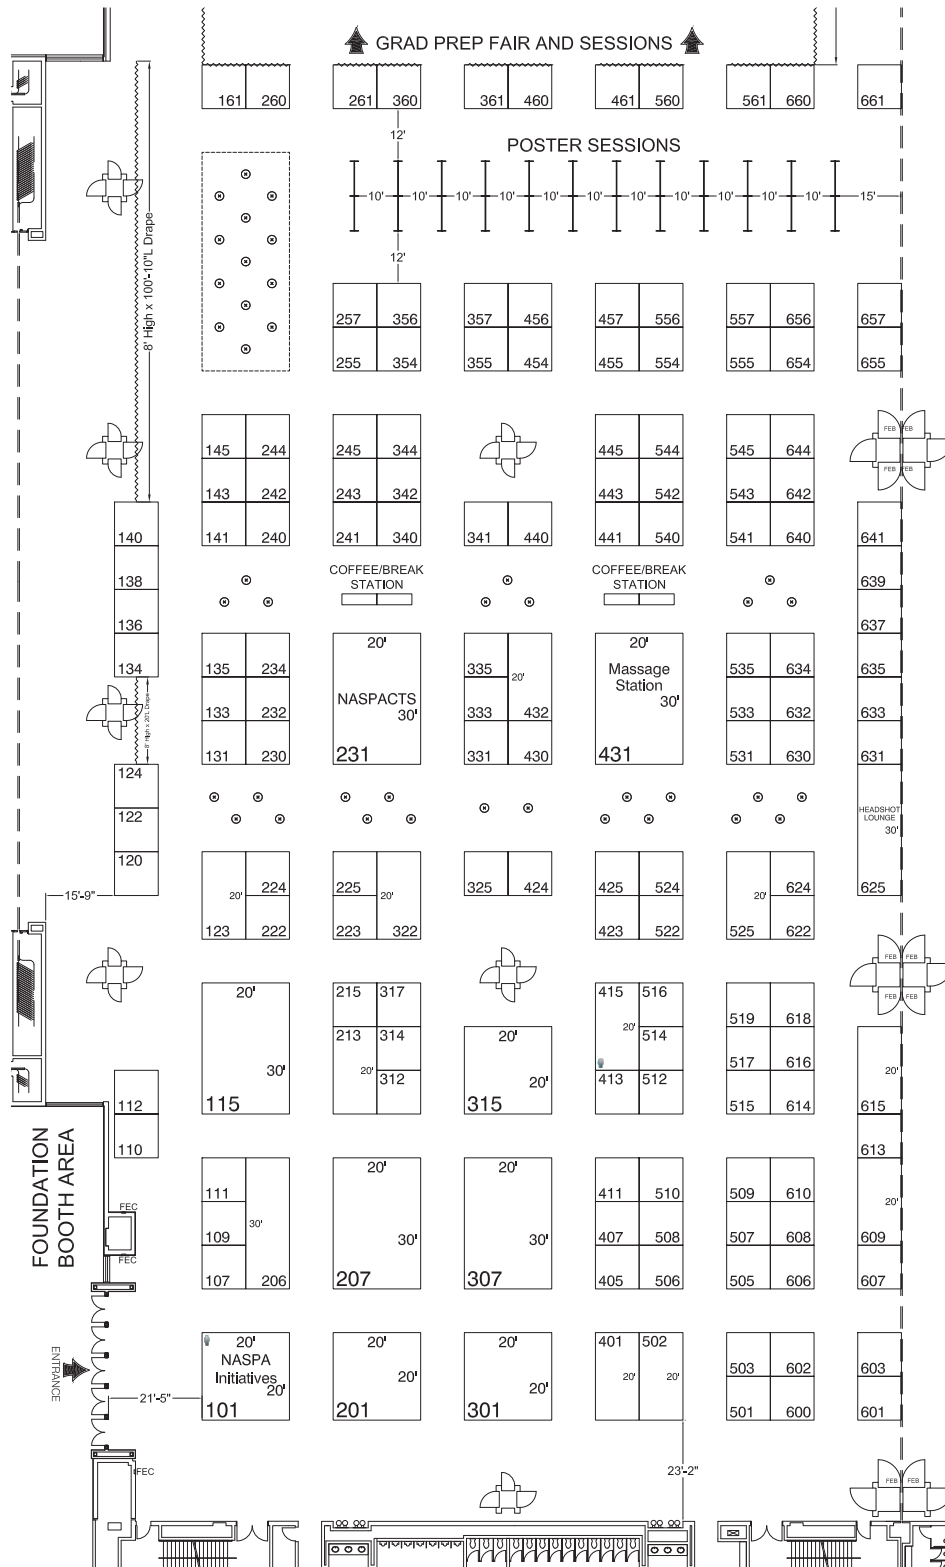 GRAD PREP FAIR AND SESSIONS
161 260 261 360 361 460 461 560 561 660 661
12'
POSTER SESSIONS
10' 10' 10' 10' 10' 10' 10' 10' 10' 10' 10' 15'
12'
8' High x 100'-10"L Drape
257 356 357 456 457 556 557 656 657
255 354 355 454 455 554 555 654 655
145 244 245 344 445 544 545 644
FEB FEB
143 242 243 342 443 542 543 642
FEB FEB
140 141 240 241 340 341 440 441 540 541 640 641
COFFEE/BREAK
STATION
COFFEE/BREAK
STATION
138 639
136 637
134 135 234 335 535 634 635
20'
NASPACTS
30'
231
20'
20'
Massage
Station
30'
431
8' High x 20'L Drape
133 232 333 432 533 632 633
131 230 331 430 531 630 631
124
122
120
HEADSHOT
LOUNGE
30'
625
15'-9"
20' 224 225 20' 325 424 425 524 20' 624
123 222 223 322 423 522 525 622
FEB FEB
FEB FEB
20'
30'
115
215 317
213 314
20' 312
20'
20'
315
415 516
20' 514
413 512
519 618
517 616
515 614
20'
615
613
112
110
FOUNDATION
BOOTH AREA
FEC
FEC
111
109 30'
107 206
20'
30'
207
20'
30'
307
411 510
407 508
405 506
509 610
507 608
505 606
20'
609
607
ENTRANCE
21'-5"
20'
NASPA
Initiatives
20'
101
20'
20'
201
20'
20'
301
401 502
20' 20'
503 602 603
501 600 601
FEC
23'-2"
FEB FEB